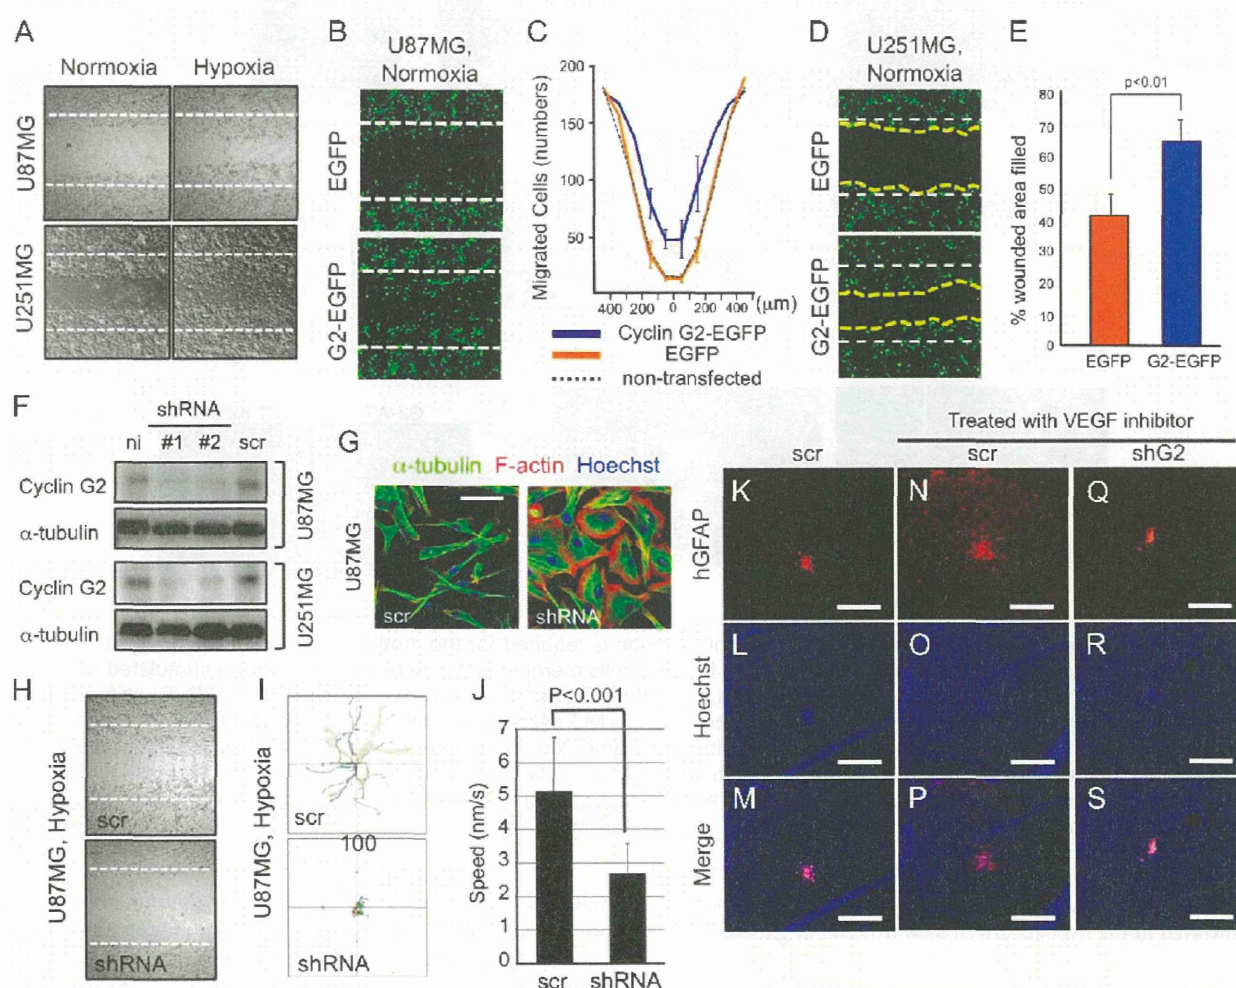 A
Normoxia Hypoxia
U87MG
U251MG
B
U87MG,
Normoxia
EGFP
G2-EGFP
C
Migrated Cells (numbers)
200
150
100
50
400 200 0 200 400 (μm)
Cyclin G2-EGFP
EGFP
non-transfected
D
U251MG,
Normoxia
EGFP
G2-EGFP
E
p<0.01
% wounded area filled
80
70
60
50
40
30
20
10
0
EGFP G2-EGFP
F
shRNA
ni #1 #2 scr
Cyclin G2
α-tubulin
U87MG
Cyclin G2
α-tubulin
U251MG
G
α-tubulin F-actin Hoechst
U87MG
scr
shRNA
H
U87MG, Hypoxia
scr
shRNA
I
U87MG, Hypoxia
scr
100
shRNA
J
P<0.001
Speed (nm/s)
7
6
5
4
3
2
1
0
scr shRNA
Treated with VEGF inhibitor
scr scr shG2
hGFAP
K N Q
Hoechst
L O R
Merge
M P S